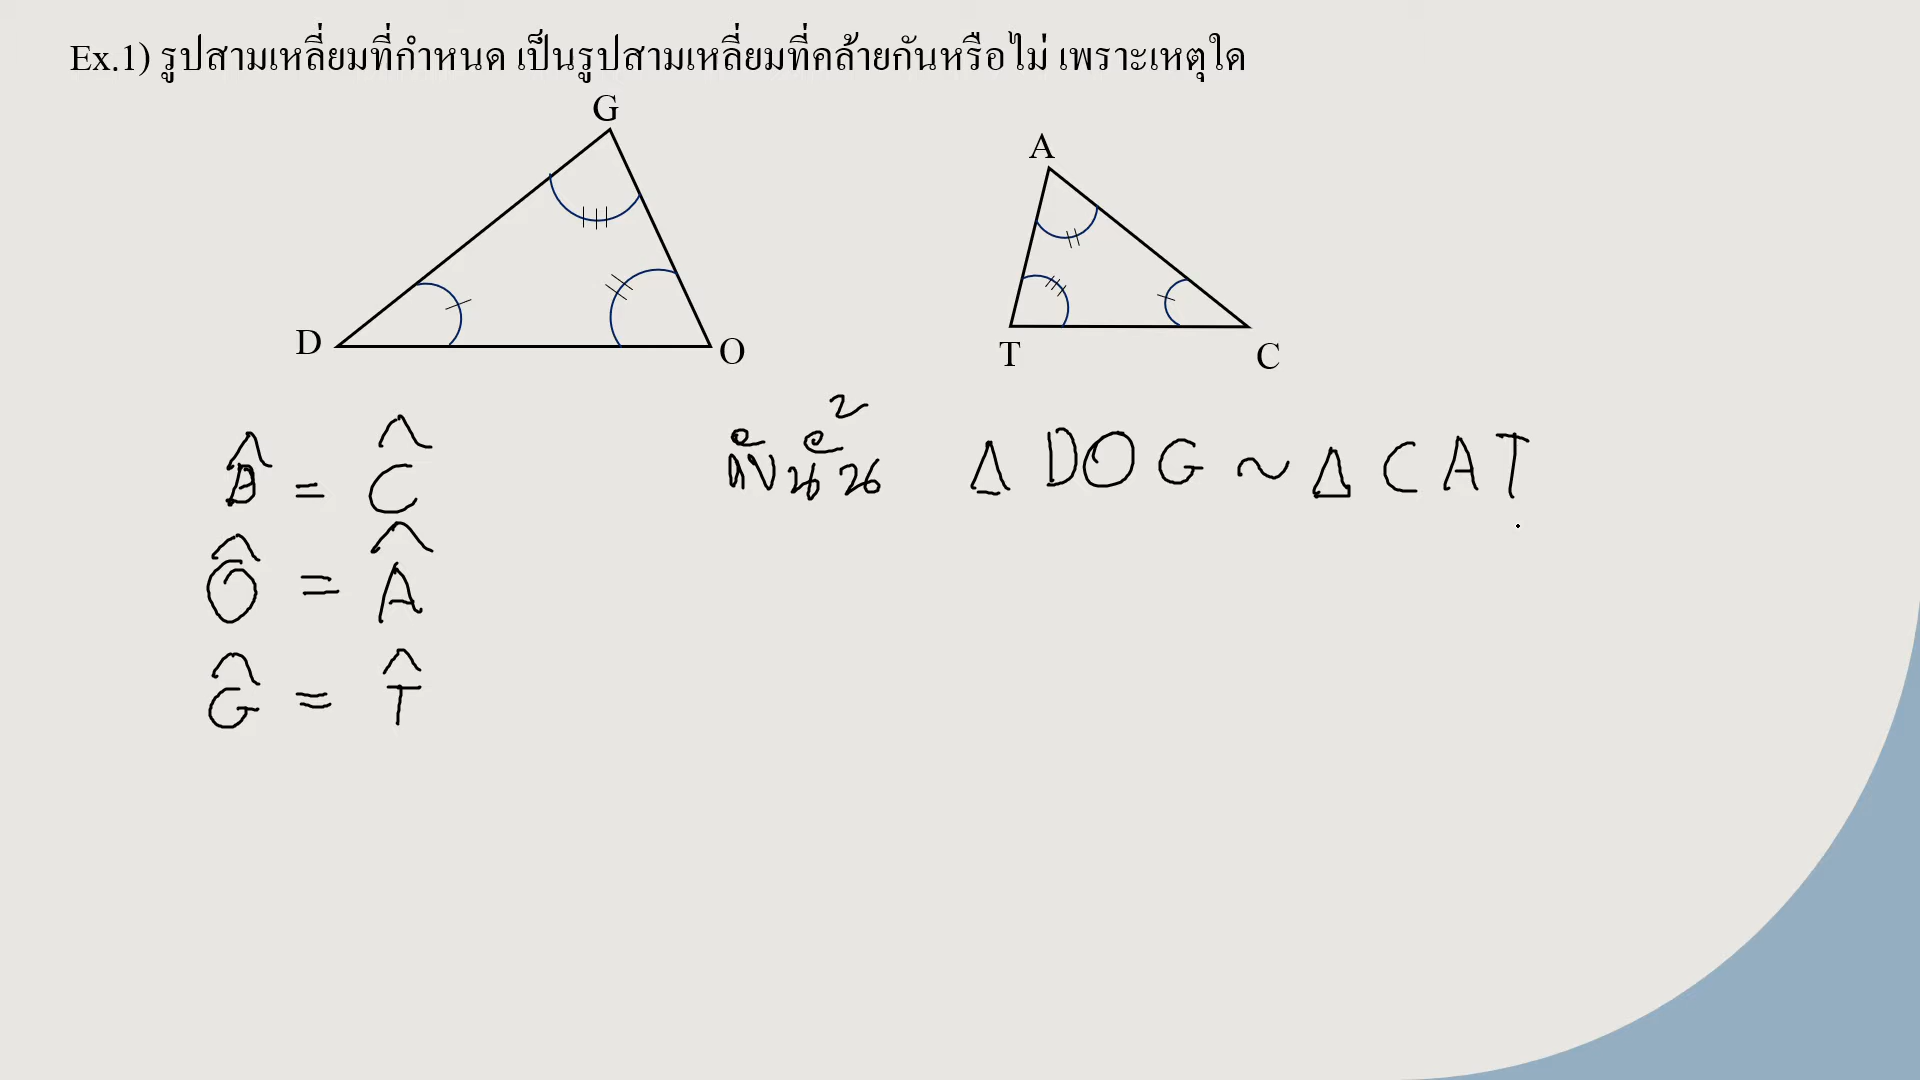 Ex.1) รูปสามเหลี่ยมที่กำหนด เป็นรูปสามเหลี่ยมที่คล้ายกันหรือไม่ เพราะเหตุใด
G
A
D
O
T
C
D̂ = Ĉ
ดังนั้น Δ DOG ~ Δ CAT
Ô = Â
Ĝ = T̂